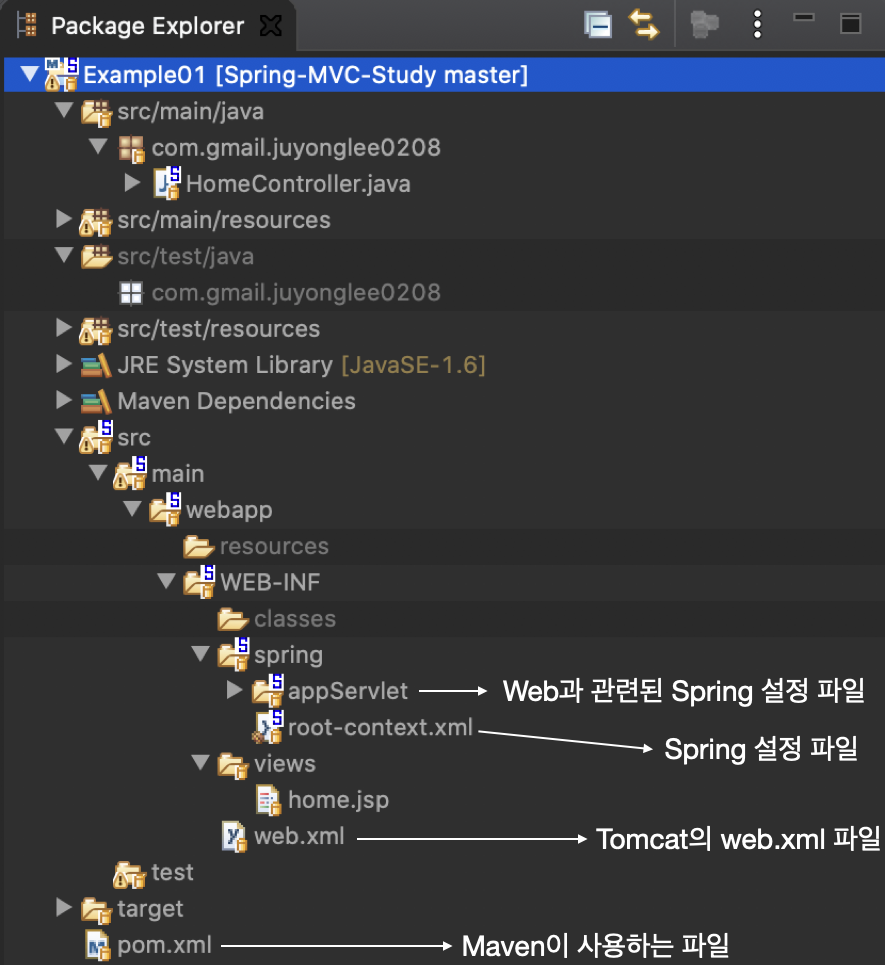 Package Explorer
Example01 [Spring-MVC-Study master]
src/main/java
com.gmail.juyonglee0208
HomeController.java
src/main/resources
src/test/java
com.gmail.juyonglee0208
src/test/resources
JRE System Library [JavaSE-1.6]
Maven Dependencies
src
main
webapp
resources
WEB-INF
classes
spring
appServlet Web과 관련된 Spring 설정 파일
root-context.xml Spring 설정 파일
views
home.jsp
web.xml Tomcat의 web.xml 파일
test
target
pom.xml Maven이 사용하는 파일